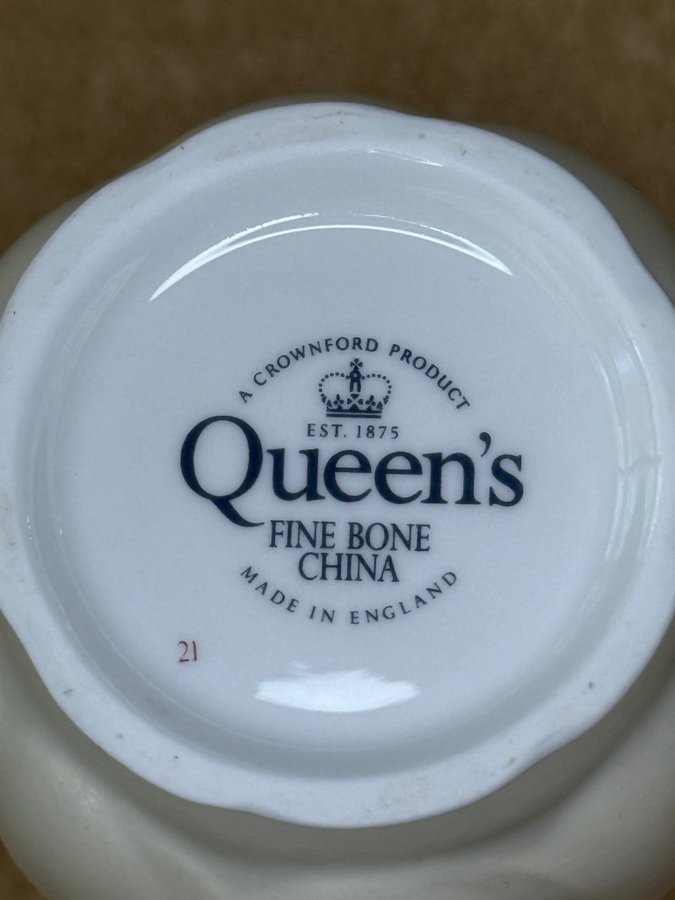 A CROWNFORD PRODUCT
EST. 1875
Queen's
FINE BONE
CHINA
MADE IN ENGLAND
21